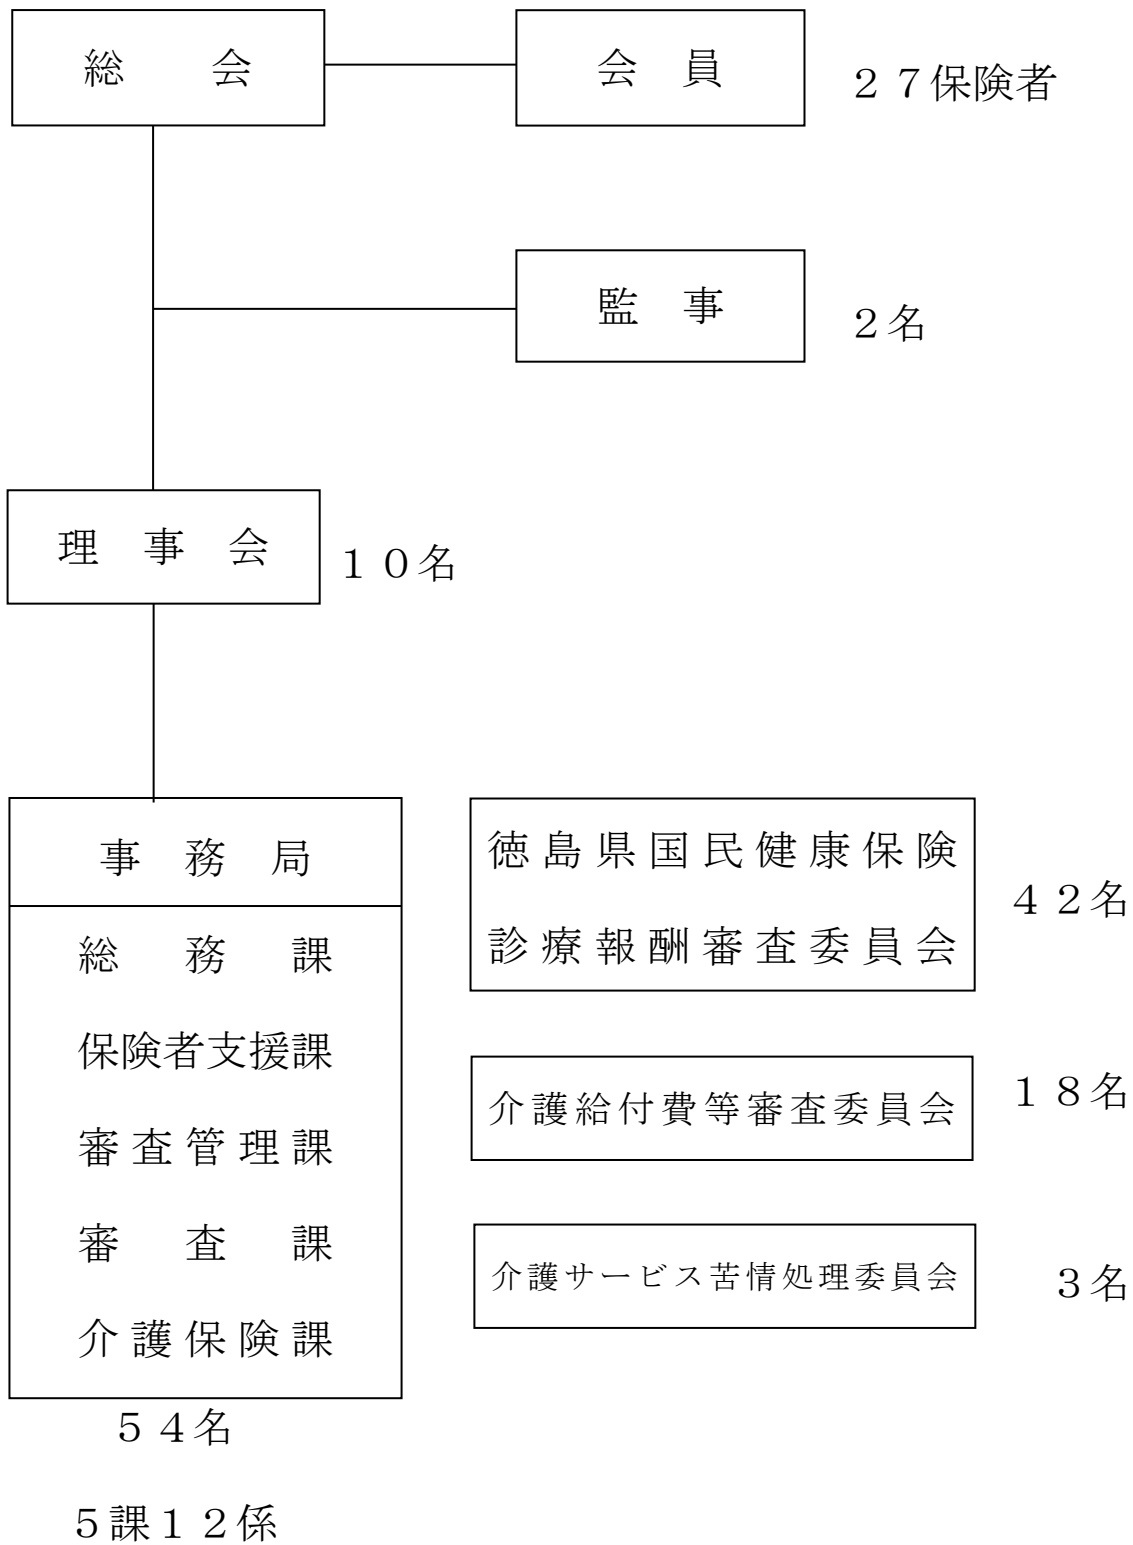 総　会
会　員
２７保険者
監　事
２名
理　事　会
１０名
事　務　局
総　務　課
保険者支援課
審査管理課
審　査　課
介護保険課
５４名
５課１２係
徳島県国民健康保険
診療報酬審査委員会
４２名
介護給付費等審査委員会
１８名
介護サービス苦情処理委員会
３名